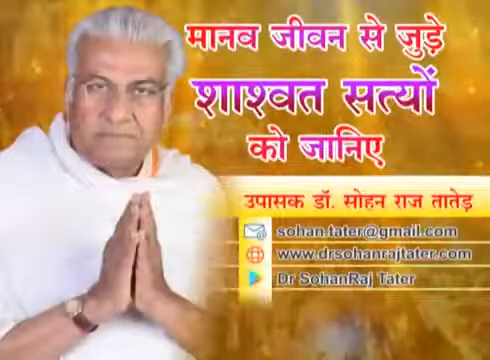 मानव जीवन से जुड़े
शाश्वत सत्यों
को जानिए
उपासक डॉ. सोहन राज तातेड़
sohan.tater@gmail.com
www.drsohanrajtater.com
Dr SohanRaj Tater